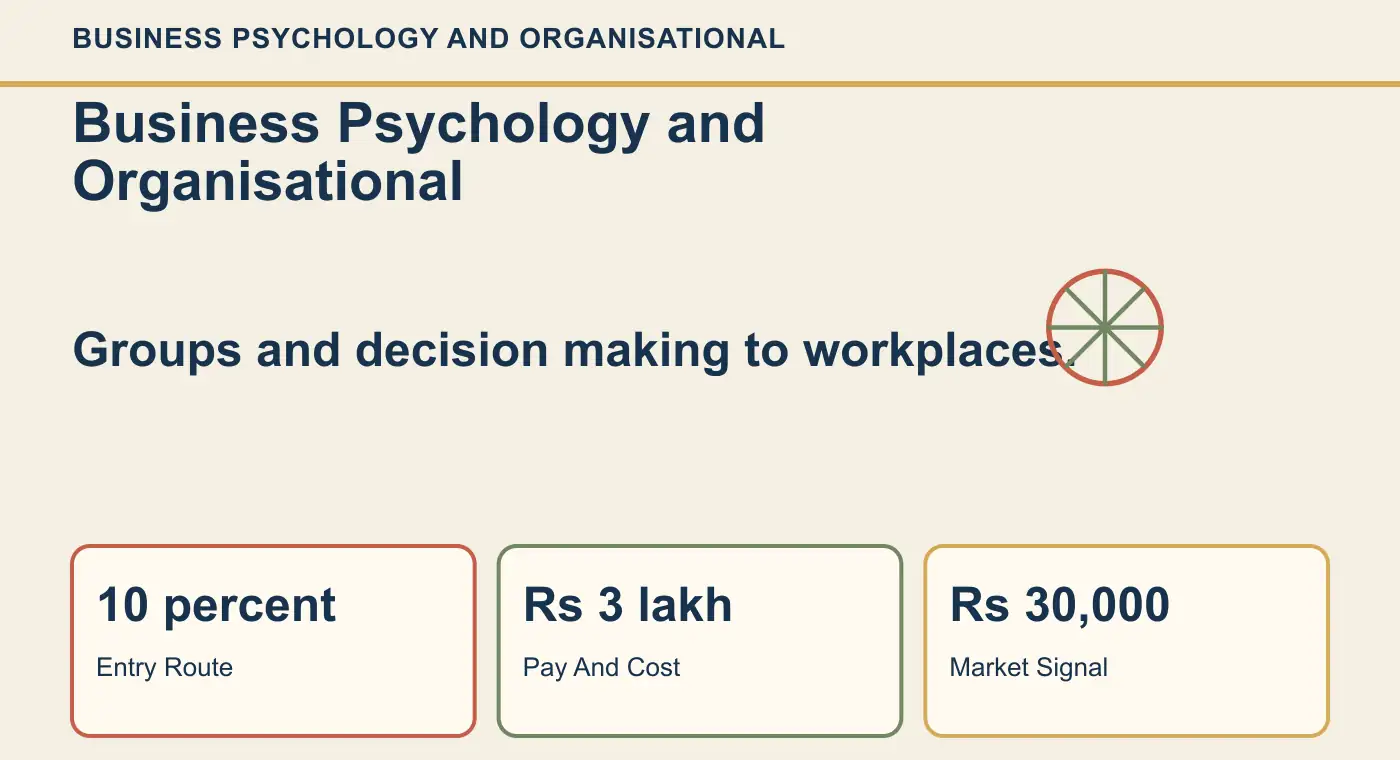 BUSINESS PSYCHOLOGY AND ORGANISATIONAL
Business Psychology and
Organisational
Groups and decision making to workplaces.
10 percent
Entry Route
Rs 3 lakh
Pay And Cost
Rs 30,000
Market Signal